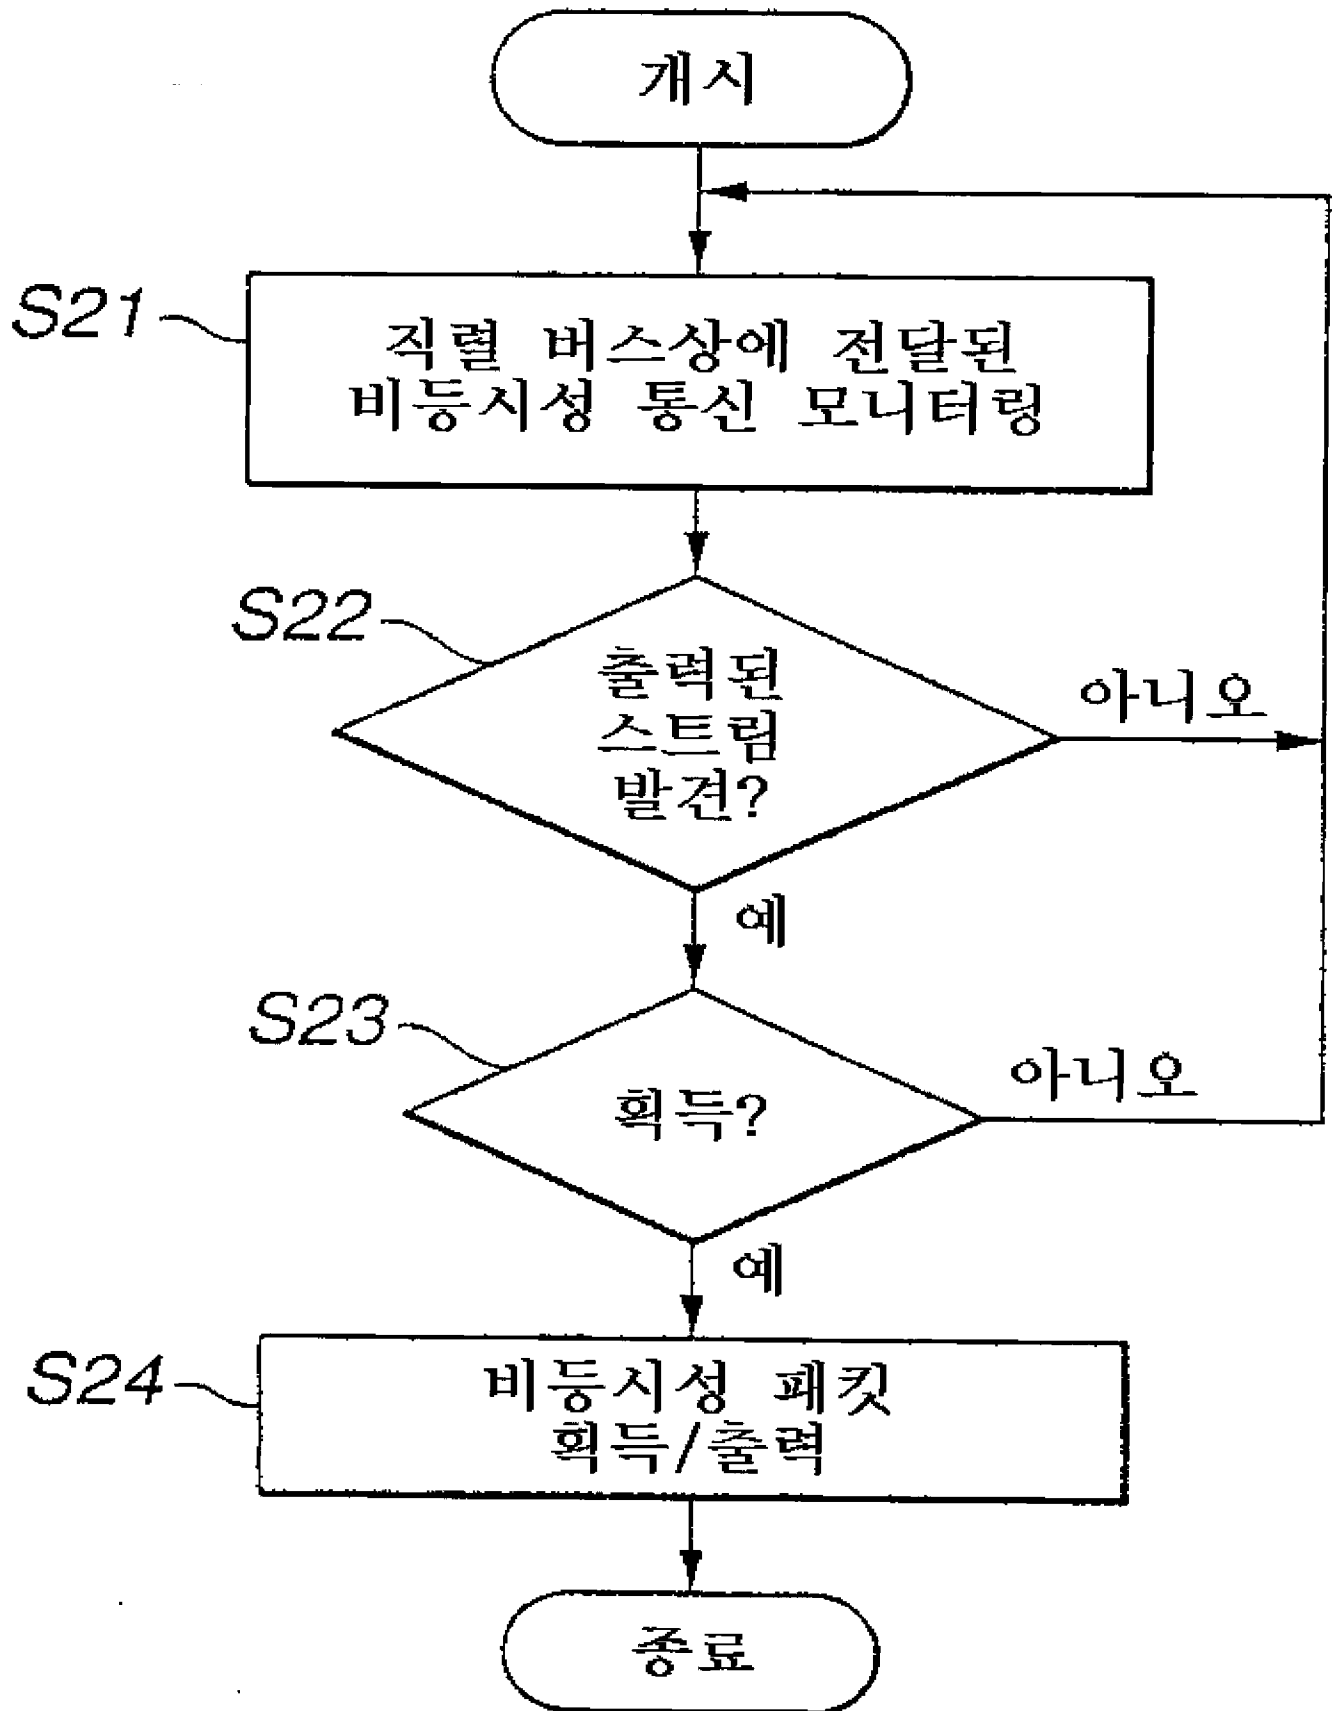 개시
S21
직렬 버스상에 전달된
비등시성 통신 모니터링
S22
출력된
스트림
발견?
아니오
예
S23
획득?
아니오
예
S24
비등시성 패킷
획득/출력
종료